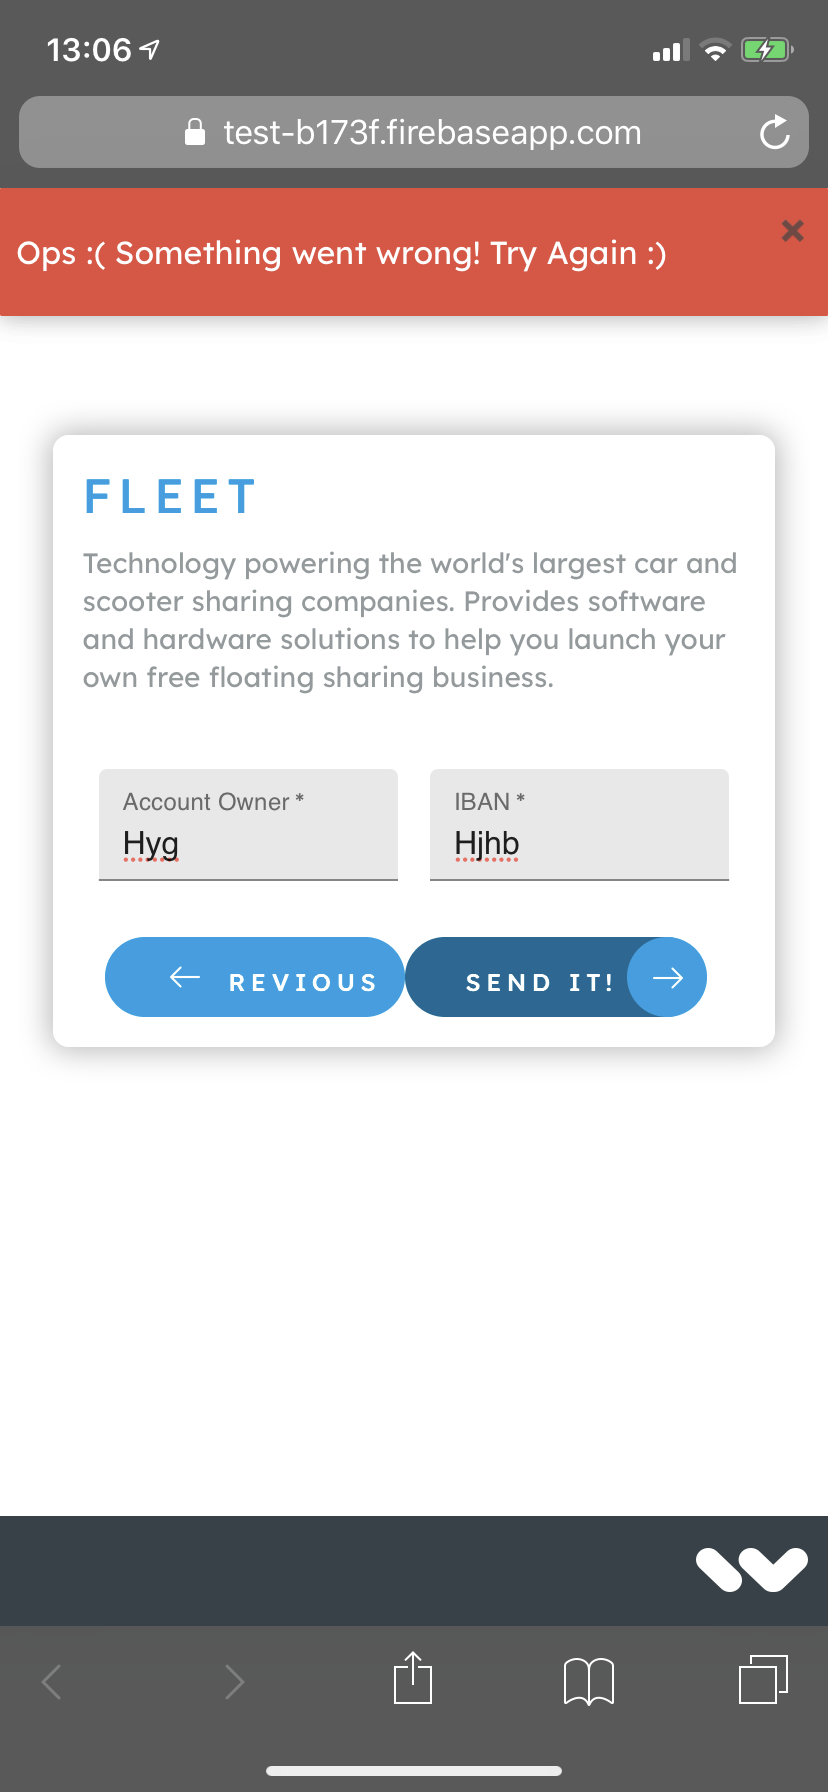 13:06
test-b173f.firebaseapp.com
Ops :( Something went wrong! Try Again :)
FLEET
Technology powering the world's largest car and
scooter sharing companies. Provides software
and hardware solutions to help you launch your
own free floating sharing business.
Account Owner * IBAN *
Hyg Hjhb
REVIOUS SEND IT!